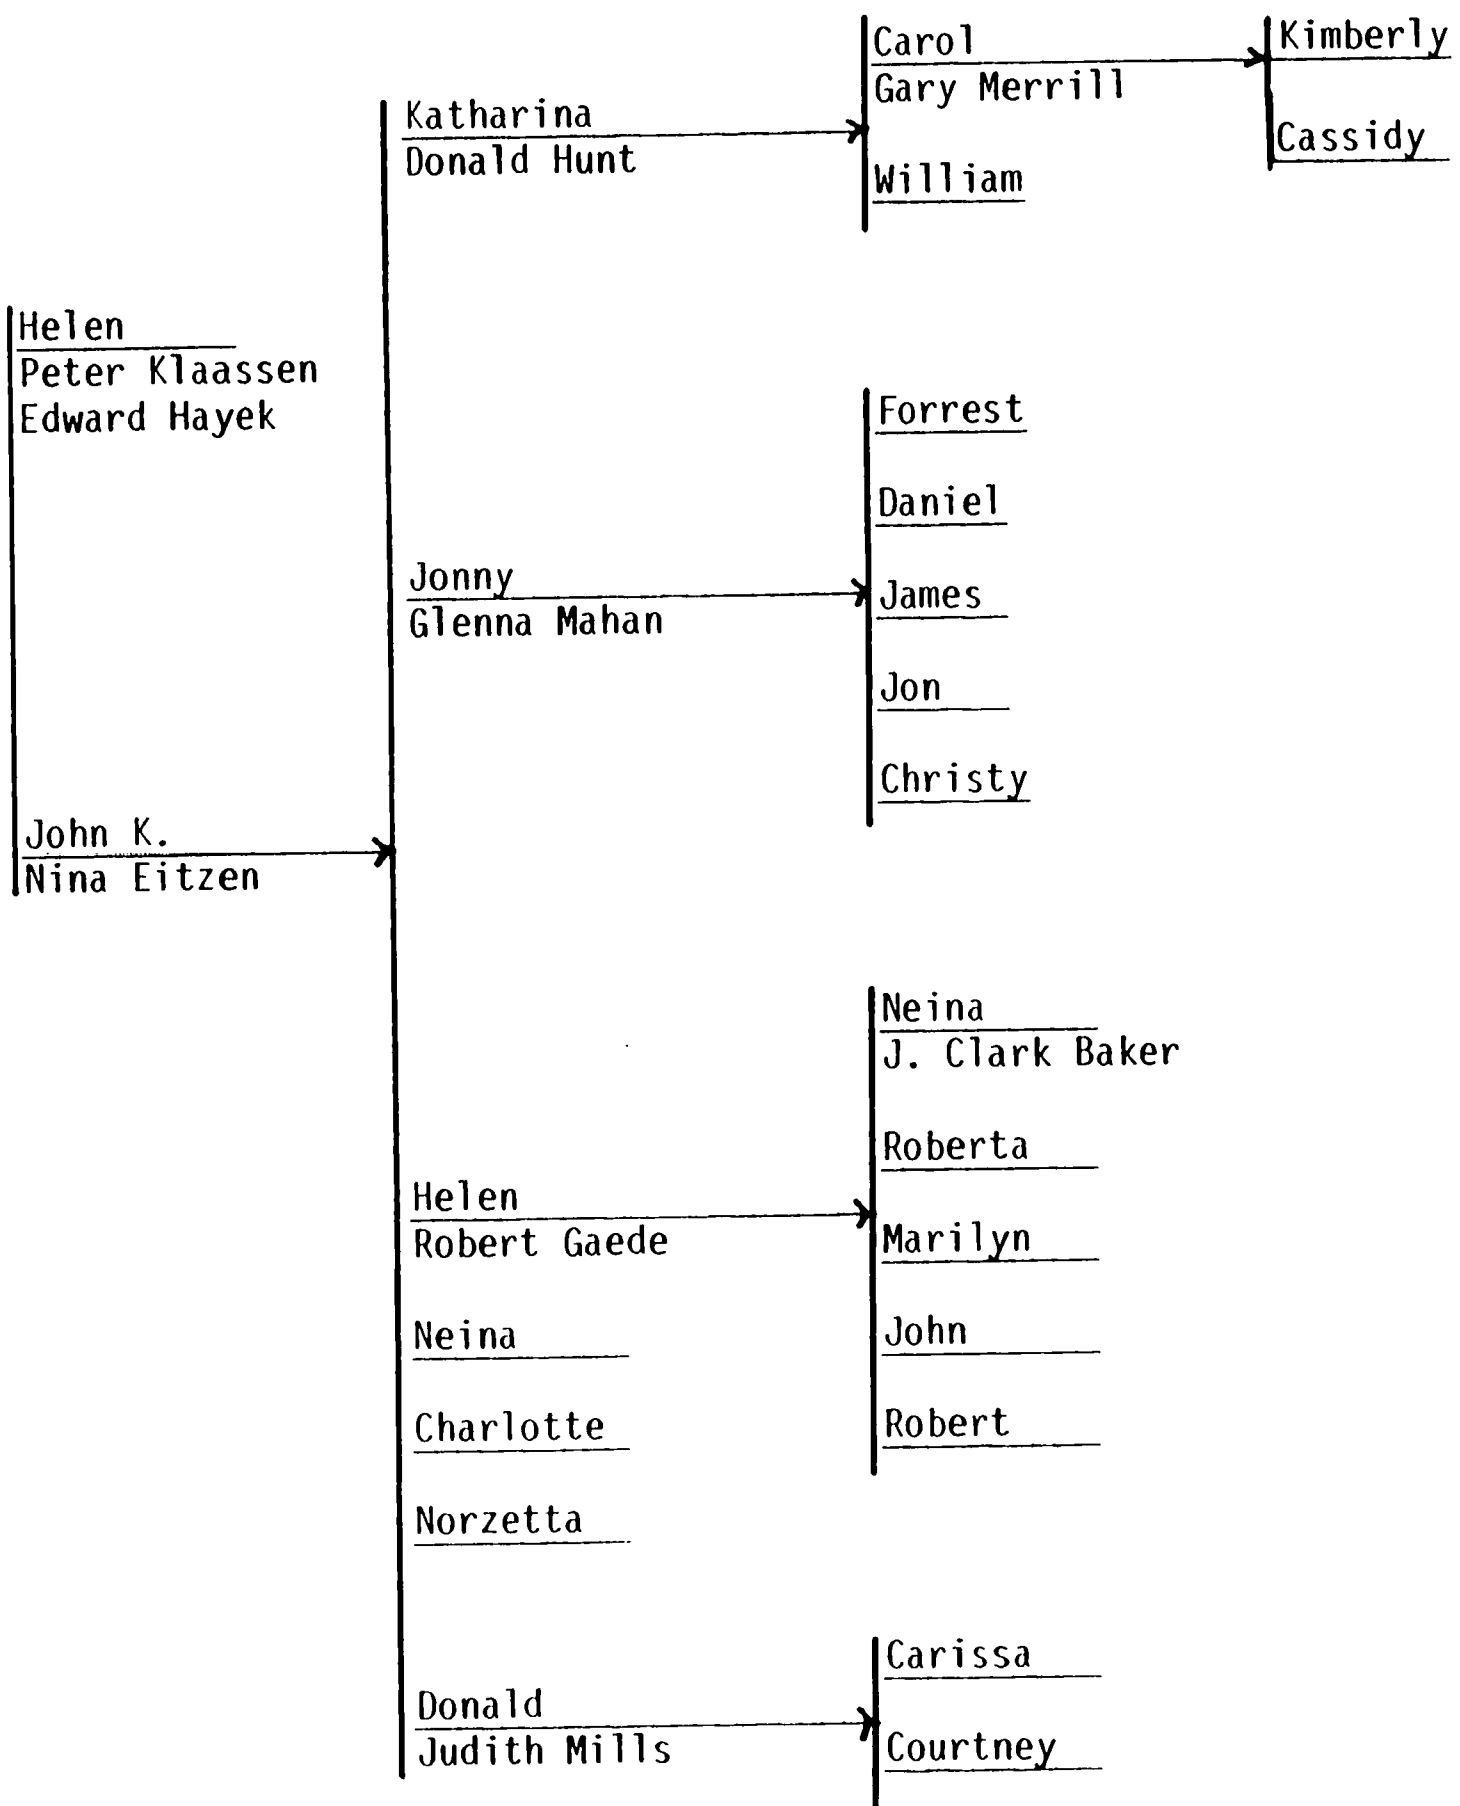 Helen
Peter Klaassen
Edward Hayek
John K.
Nina Eitzen
Katharina
Donald Hunt
Jonny
Glenna Mahan
Helen
Robert Gaede
Neina
Charlotte
Norzetta
Donald
Judith Mills
Carol
Gary Merrill
William
Forrest
Daniel
James
Jon
Christy
Neina
J. Clark Baker
Roberta
Marilyn
John
Robert
Carissa
Courtney
Kimberly
Cassidy